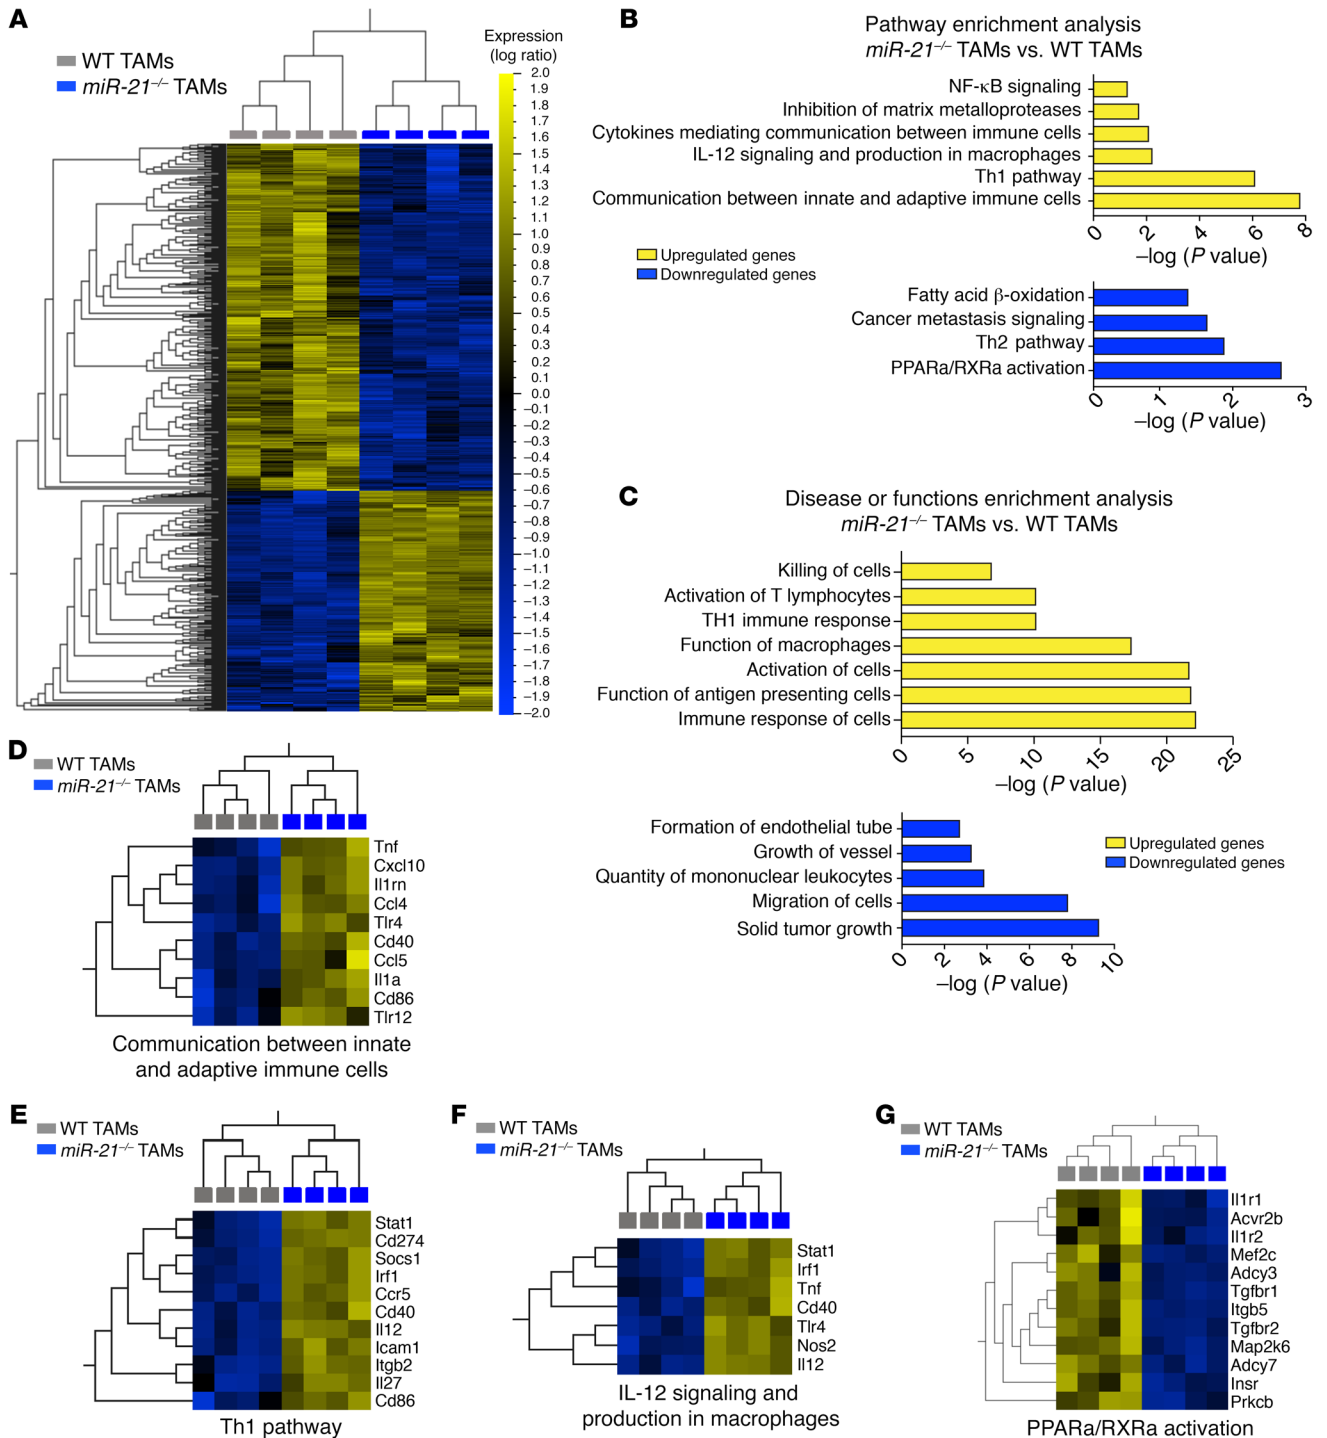 A
WT TAMs
miR-21–/– TAMs
Expression
(log ratio)
2.0
1.9
1.8
1.7
1.6
1.5
1.4
1.3
1.2
1.1
1.0
0.9
0.8
0.7
0.6
0.5
0.4
0.3
0.2
0.1
–0.0
–0.1
–0.2
–0.3
–0.4
–0.5
–0.6
–0.7
–0.8
–0.9
–1.0
–1.1
–1.2
–1.3
–1.4
–1.5
–1.6
–1.7
–1.8
–1.9
–2.0
B
Pathway enrichment analysis
miR-21–/– TAMs vs. WT TAMs
NF-κB signaling
Inhibition of matrix metalloproteases
Cytokines mediating communication between immune cells
IL-12 signaling and production in macrophages
Th1 pathway
Communication between innate and adaptive immune cells
0 2 4 6 8
–log (P value)
Upregulated genes
Downregulated genes
Fatty acid β-oxidation
Cancer metastasis signaling
Th2 pathway
PPARa/RXRa activation
0 1 2 3
–log (P value)
C
Disease or functions enrichment analysis
miR-21–/– TAMs vs. WT TAMs
Killing of cells
Activation of T lymphocytes
TH1 immune response
Function of macrophages
Activation of cells
Function of antigen presenting cells
Immune response of cells
0 5 10 15 20 25
–log (P value)
Formation of endothelial tube
Growth of vessel
Quantity of mononuclear leukocytes
Migration of cells
Solid tumor growth
0 2 4 6 8 10
–log (P value)
Upregulated genes
Downregulated genes
D
WT TAMs
miR-21–/– TAMs
Tnf
Cxcl10
Il1rn
Ccl4
Tlr4
Cd40
Ccl5
Il1a
Cd86
Tlr12
Communication between innate
and adaptive immune cells
E
WT TAMs
miR-21–/– TAMs
Stat1
Cd274
Socs1
Irf1
Ccr5
Cd40
Il12
Icam1
Itgb2
Il27
Cd86
Th1 pathway
F
WT TAMs
miR-21–/– TAMs
Stat1
Irf1
Tnf
Cd40
Tlr4
Nos2
Il12
IL-12 signaling and
production in macrophages
G
WT TAMs
miR-21–/– TAMs
Il1r1
Acvr2b
Il1r2
Mef2c
Adcy3
Tgfbr1
Itgb5
Tgfbr2
Map2k6
Adcy7
Insr
Prkcb
PPARa/RXRa activation